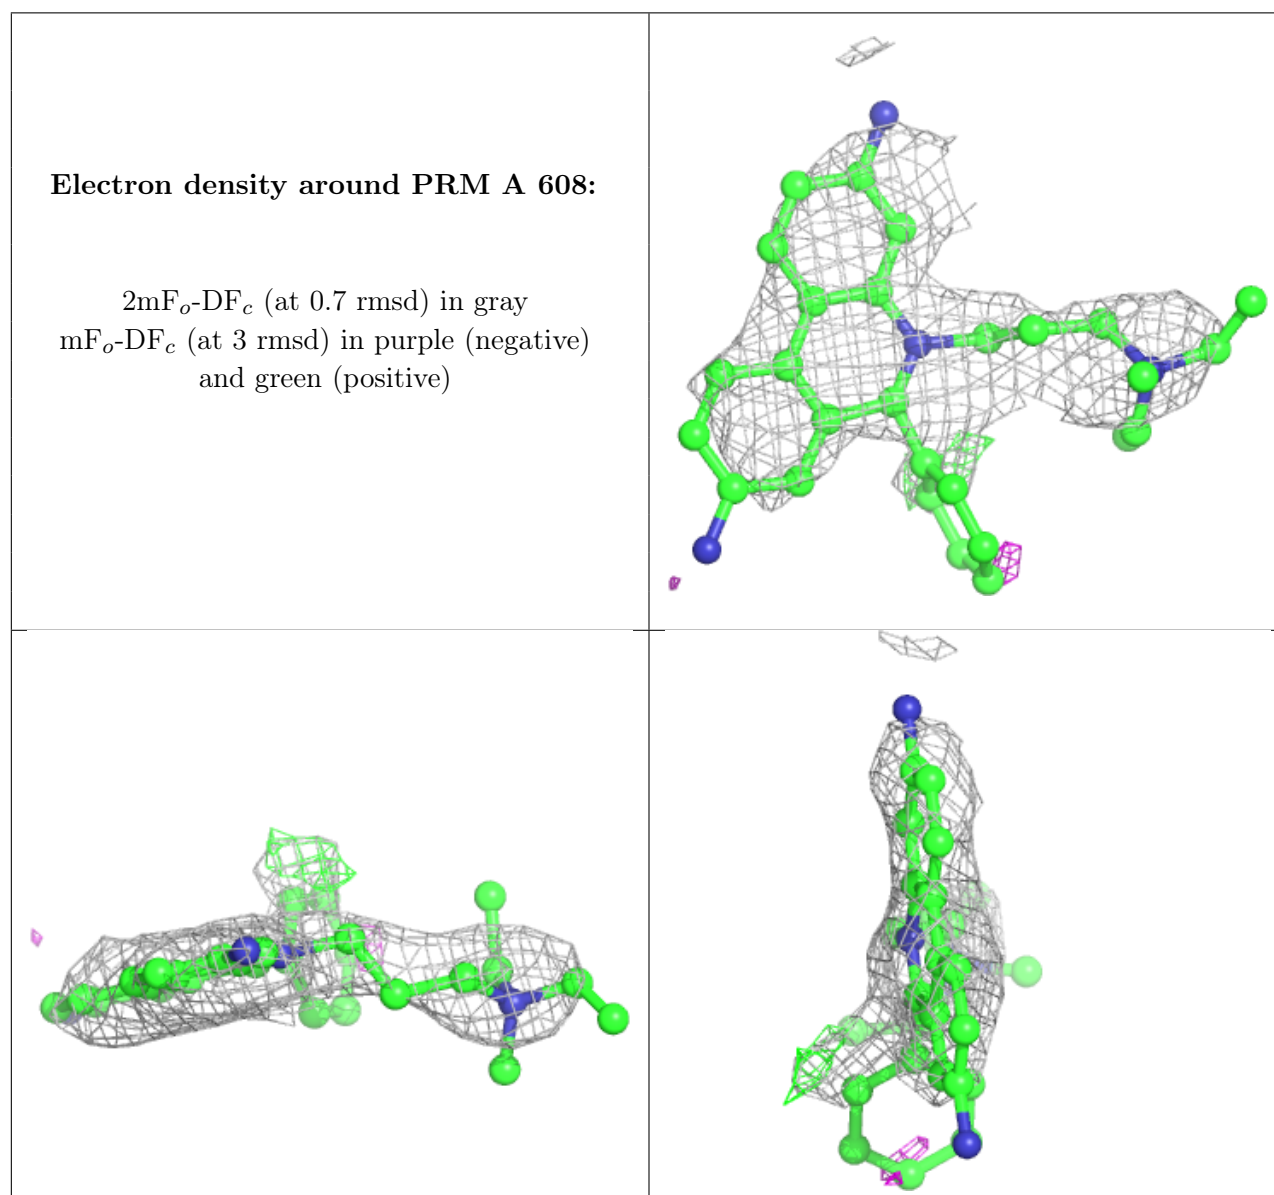 Electron density around PRM A 608:
2mFₒ-DF𝒸 (at 0.7 rmsd) in gray
mFₒ-DF𝒸 (at 3 rmsd) in purple (negative)
and green (positive)